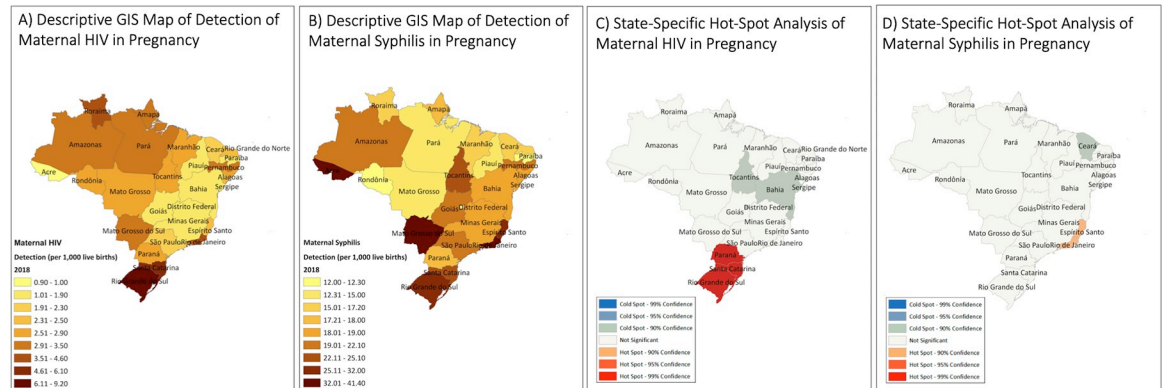 A) Descriptive GIS Map of Detection of
Maternal HIV in Pregnancy
Roraima
Amapá
Amazonas
Pará
Maranhão
Ceará
Rio Grande do Norte
Paraíba
Piauí
Pernambuco
Acre
Rondônia
Tocantins
Alagoas
Sergipe
Mato Grosso
Bahia
Goiás
Distrito Federal
Minas Gerais
Mato Grosso do Sul
Espírito Santo
São Paulo
Rio de Janeiro
Paraná
Santa Catarina
Rio Grande do Sul
Maternal HIV
Detection (per 1,000 live births)
2018
0.90 - 1.00
1.01 - 1.90
1.91 - 2.30
2.31 - 2.50
2.51 - 2.90
2.91 - 3.50
3.51 - 4.60
4.61 - 6.10
6.11 - 9.20
B) Descriptive GIS Map of Detection of
Maternal Syphilis in Pregnancy
Roraima
Amapá
Amazonas
Pará
Maranhão
Ceará
Paraíba
Piauí
Pernambuco
Rondônia
Tocantins
Alagoas
Sergipe
Mato Grosso
Bahia
Goiás
Distrito Federal
Minas Gerais
Mato Grosso do Sul
Espírito Santo
São Paulo
Rio de Janeiro
Paraná
Santa Catarina
Rio Grande do Sul
Maternal Syphilis
Detection (per 1,000 live births)
2018
12.00 - 12.30
12.31 - 15.00
15.01 - 17.20
17.21 - 18.00
18.01 - 19.00
19.01 - 22.10
22.11 - 25.10
25.11 - 32.00
32.01 - 41.40
C) State-Specific Hot-Spot Analysis of
Maternal HIV in Pregnancy
Roraima
Amapá
Amazonas
Pará
Maranhão
Ceará
Rio Grande do Norte
Paraíba
Piauí
Pernambuco
Acre
Rondônia
Tocantins
Alagoas
Sergipe
Mato Grosso
Bahia
Goiás
Distrito Federal
Minas Gerais
Mato Grosso do Sul
Espírito Santo
São Paulo
Rio de Janeiro
Paraná
Santa Catarina
Rio Grande do Sul
Cold Spot - 99% Confidence
Cold Spot - 95% Confidence
Cold Spot - 90% Confidence
Not Significant
Hot Spot - 90% Confidence
Hot Spot - 95% Confidence
Hot Spot - 99% Confidence
D) State-Specific Hot-Spot Analysis of
Maternal Syphilis in Pregnancy
Roraima
Amapá
Amazonas
Pará
Maranhão
Ceará
Paraíba
Piauí
Pernambuco
Acre
Rondônia
Tocantins
Alagoas
Sergipe
Mato Grosso
Bahia
Goiás
Distrito Federal
Minas Gerais
Mato Grosso do Sul
Espírito Santo
São Paulo
Rio de Janeiro
Paraná
Santa Catarina
Rio Grande do Sul
Cold Spot - 99% Confidence
Cold Spot - 95% Confidence
Cold Spot - 90% Confidence
Not Significant
Hot Spot - 90% Confidence
Hot Spot - 95% Confidence
Hot Spot - 99% Confidence